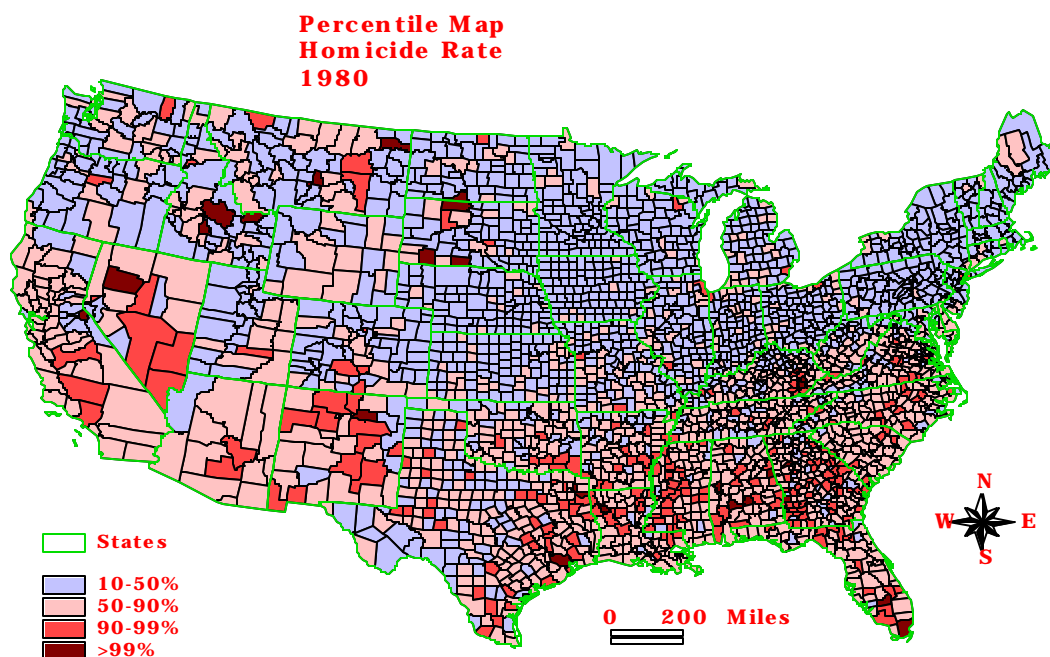 Percentile Map
Homicide Rate
1980
N
W E
S
States
10-50%
50-90%
90-99%
>99%
0 200 Miles